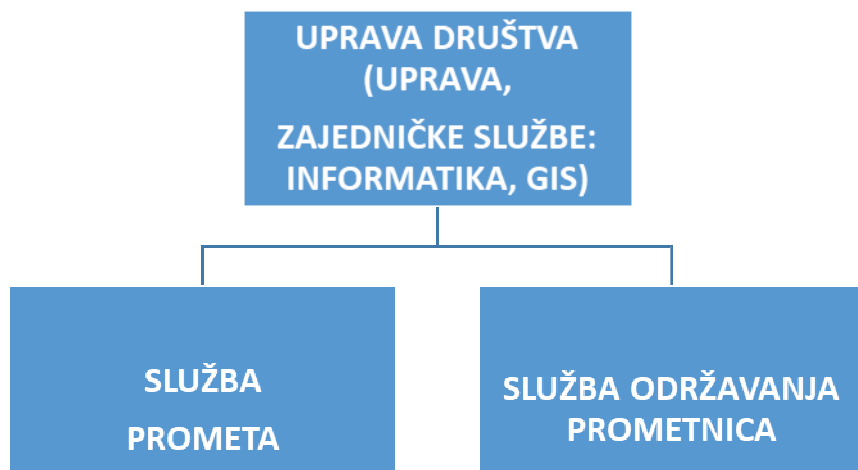 UPRAVA DRUŠTVA
(UPRAVA,
ZAJEDNIČKE SLUŽBE:
INFORMATIKA, GIS)
SLUŽBA
PROMETA
SLUŽBA ODRŽAVANJA
PROMETNICA